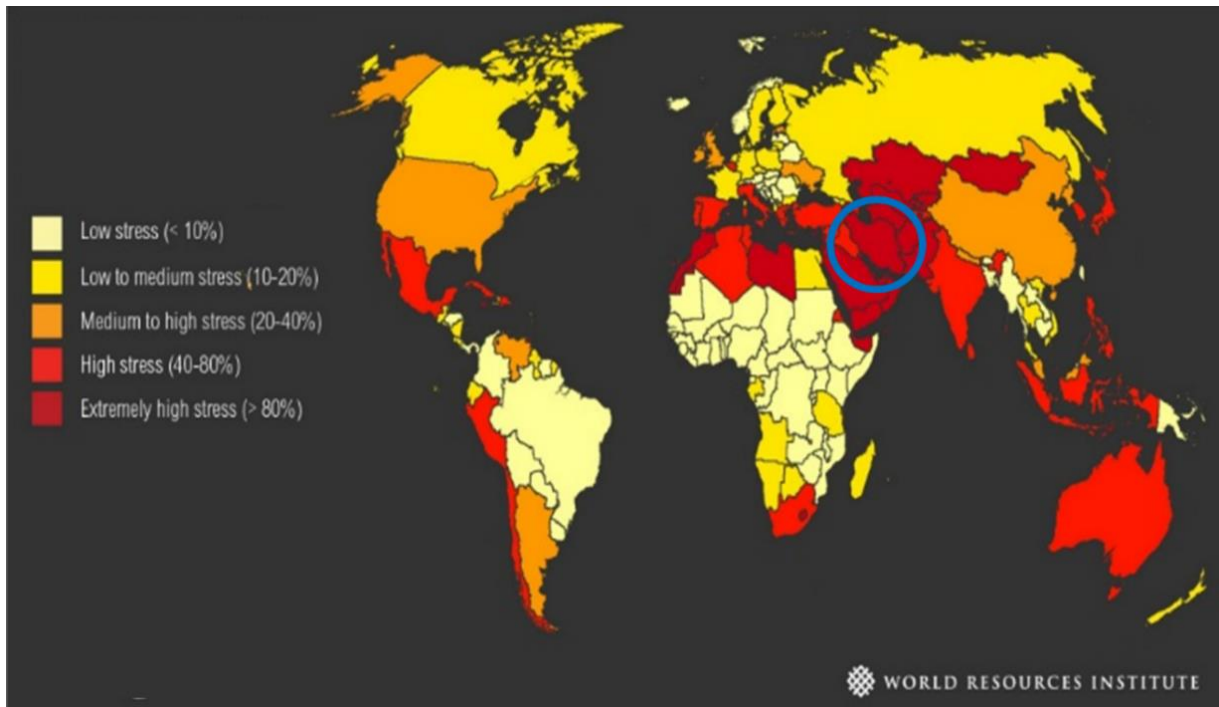 Low stress (< 10%)
Low to medium stress (10-20%)
Medium to high stress (20-40%)
High stress (40-80%)
Extremely high stress (> 80%)
WORLD RESOURCES INSTITUTE